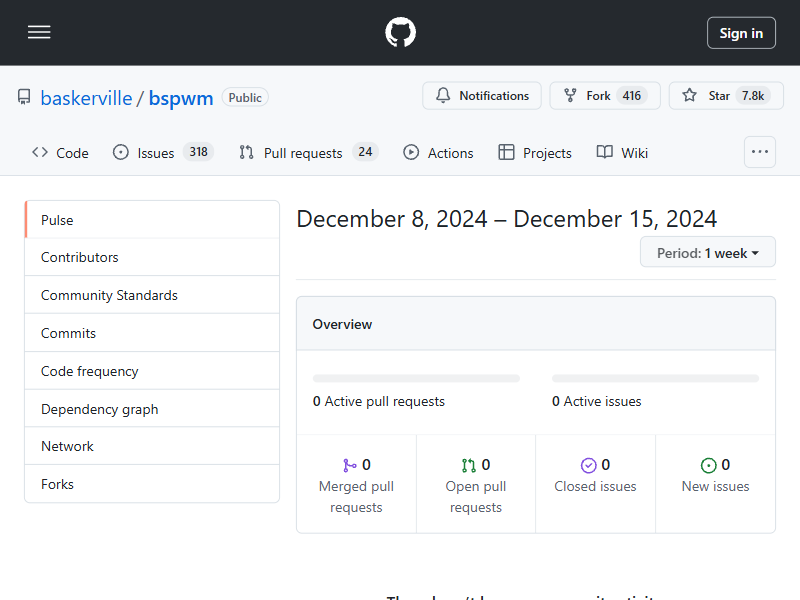 Sign in
baskerville / bspwm Public
Notifications
Fork 416
Star 7.8k
Code
Issues 318
Pull requests 24
Actions
Projects
Wiki
Pulse
Contributors
Community Standards
Commits
Code frequency
Dependency graph
Network
Forks
December 8, 2024 – December 15, 2024
Period: 1 week
Overview
0 Active pull requests
0 Active issues
0
Merged pull
requests
0
Open pull
requests
0
Closed issues
0
New issues